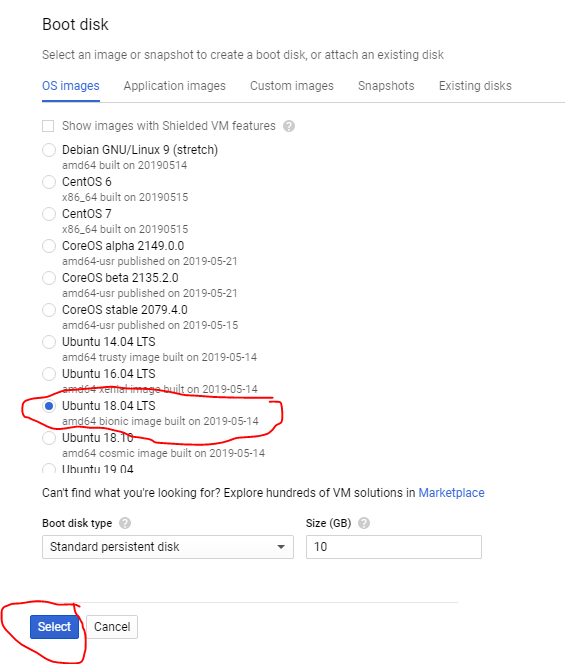 Boot disk
Select an image or snapshot to create a boot disk, or attach an existing disk
OS images Application images Custom images Snapshots Existing disks
Show images with Shielded VM features ?
Debian GNU/Linux 9 (stretch)
amd64 built on 20190514
CentOS 6
x86_64 built on 20190515
CentOS 7
x86_64 built on 20190515
CoreOS alpha 2149.0.0
amd64-usr published on 2019-05-21
CoreOS beta 2135.2.0
amd64-usr published on 2019-05-21
CoreOS stable 2079.4.0
amd64-usr published on 2019-05-15
Ubuntu 14.04 LTS
amd64 trusty image built on 2019-05-14
Ubuntu 16.04 LTS
amd64 xenial image built on 2019-05-14
Ubuntu 18.04 LTS
amd64 bionic image built on 2019-05-14
Ubuntu 18.10
amd64 cosmic image built on 2019-05-14
Ubuntu 19.04
Can't find what you're looking for? Explore hundreds of VM solutions in Marketplace
Boot disk type ? Size (GB) ?
Standard persistent disk 10
Select Cancel